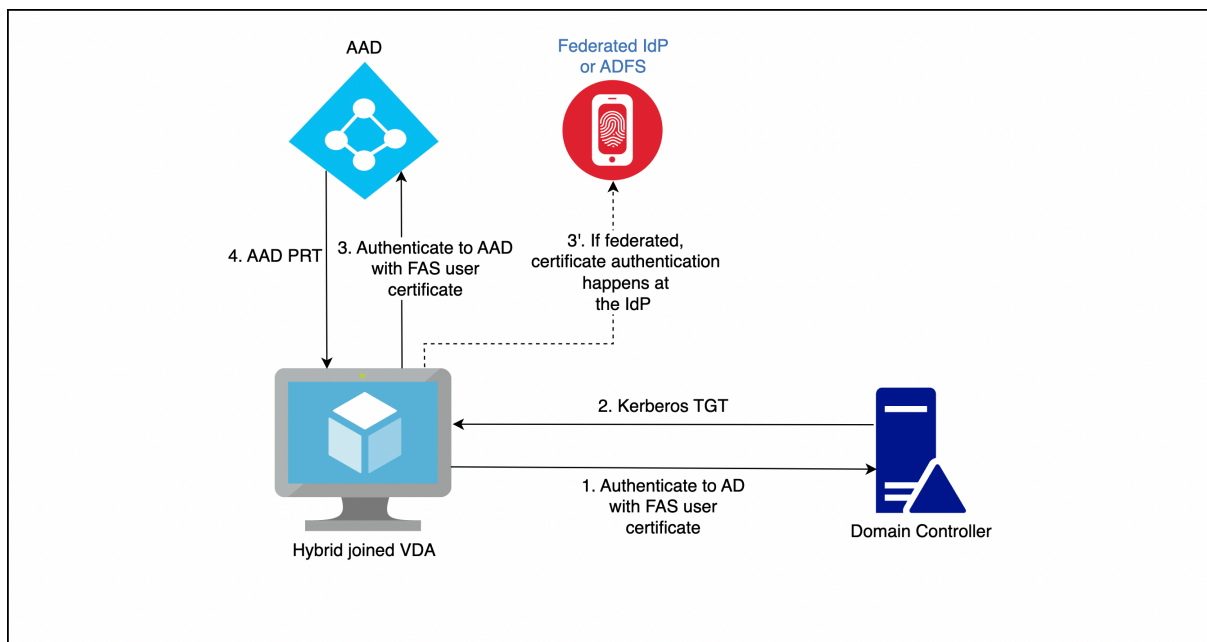 AAD
Federated IdP
or ADFS
4. AAD PRT
3. Authenticate to AAD
with FAS user
certificate
3'. If federated,
certificate authentication
happens at
the IdP
2. Kerberos TGT
1. Authenticate to AD
with FAS user
certificate
Hybrid joined VDA
Domain Controller